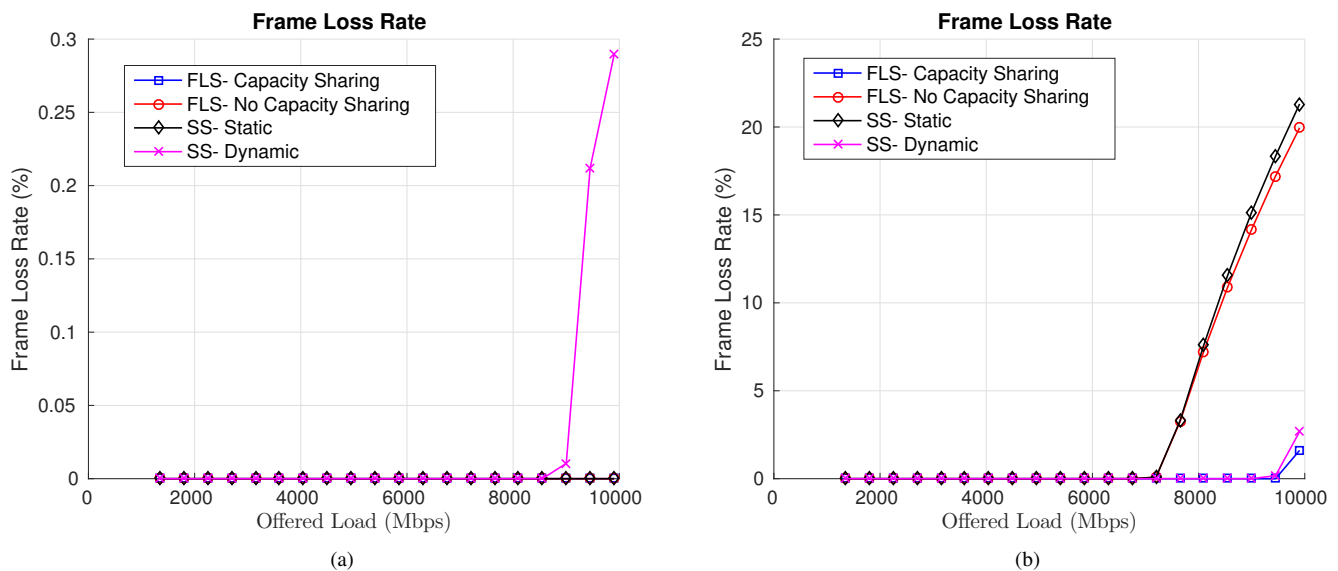 Frame Loss Rate
0.3
0.25
0.2
0.15
0.1
0.05
0
Frame Loss Rate (%)
FLS- Capacity Sharing
FLS- No Capacity Sharing
SS- Static
SS- Dynamic
0 2000 4000 6000 8000 10000
Offered Load (Mbps)
(a)
Frame Loss Rate
25
20
15
10
5
0
Frame Loss Rate (%)
FLS- Capacity Sharing
FLS- No Capacity Sharing
SS- Static
SS- Dynamic
0 2000 4000 6000 8000 10000
Offered Load (Mbps)
(b)